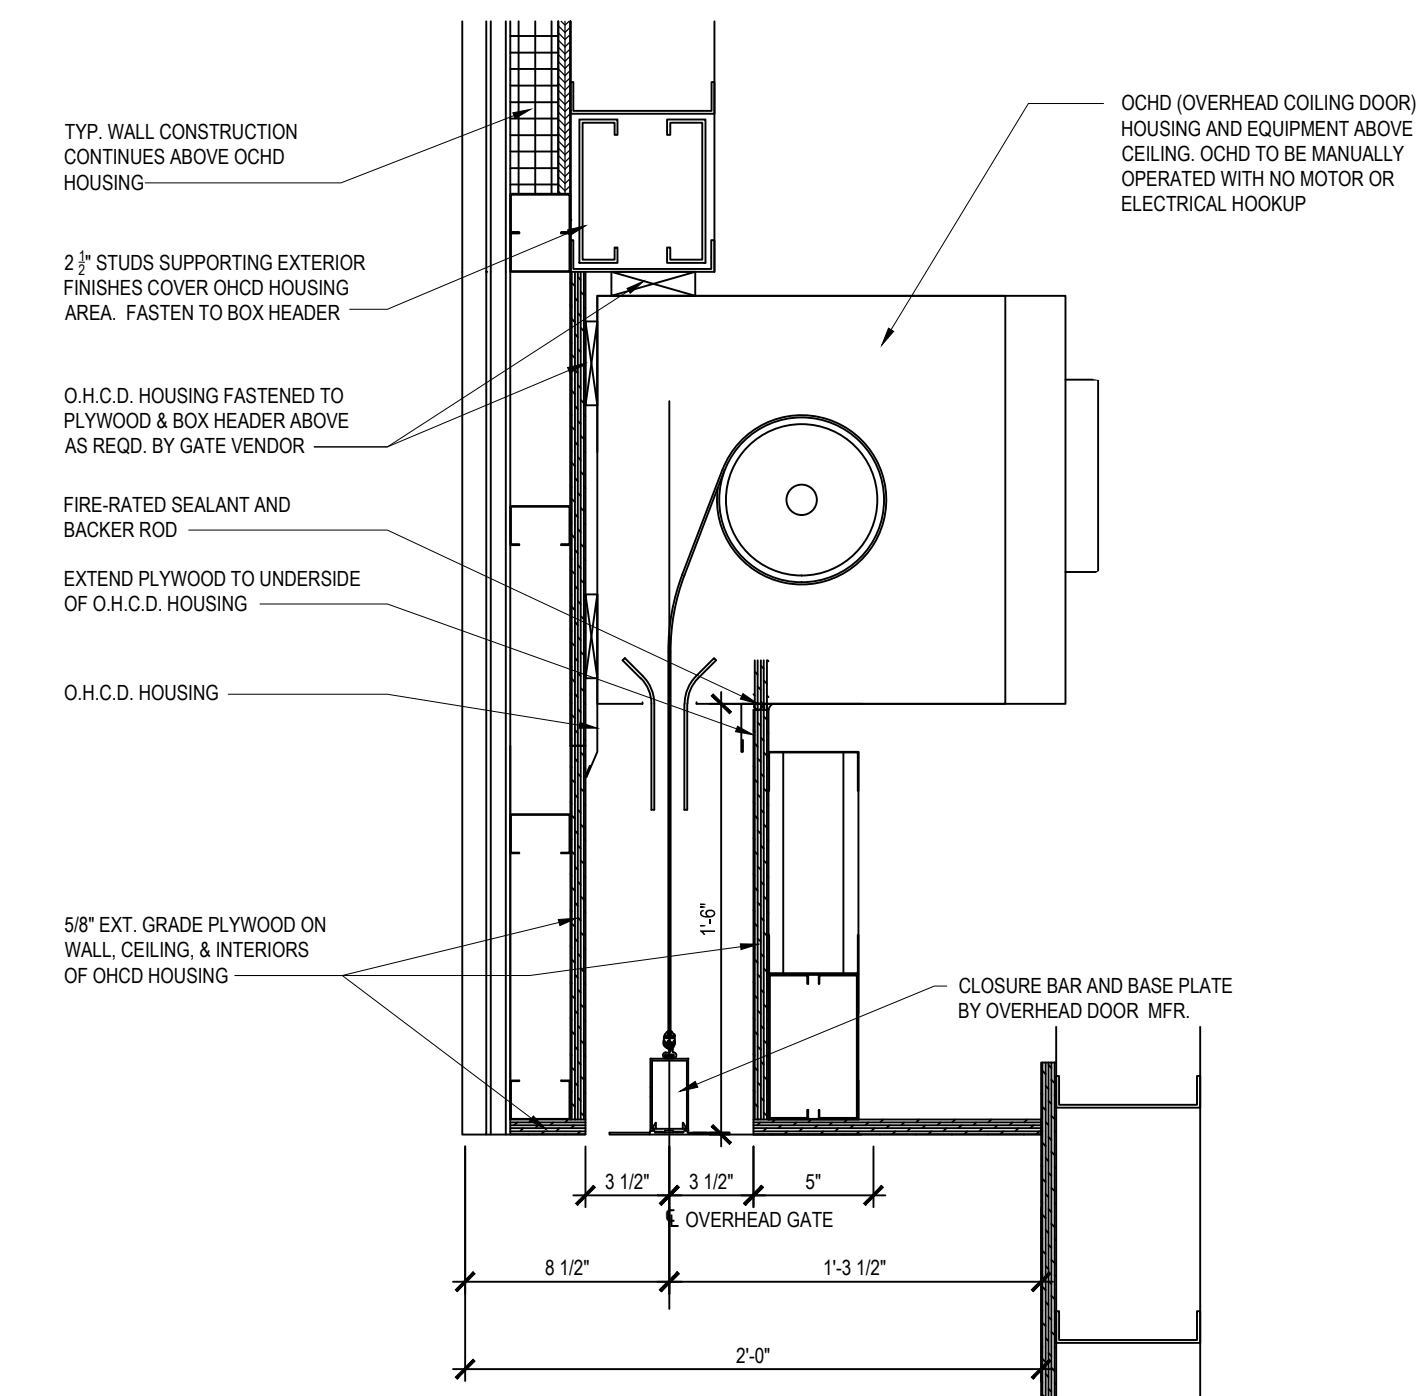 OCHD (OVERHEAD COILING DOOR)
HOUSING AND EQUIPMENT ABOVE
CEILING. OCHD TO BE MANUALLY
OPERATED WITH NO MOTOR OR
ELECTRICAL HOOKUP
TYP. WALL CONSTRUCTION
CONTINUES ABOVE OCHD
HOUSING
2 1/2" STUDS SUPPORTING EXTERIOR
FINISHES COVER OHCD HOUSING
AREA. FASTEN TO BOX HEADER
O.H.C.D. HOUSING FASTENED TO
PLYWOOD & BOX HEADER ABOVE
AS REQD. BY GATE VENDOR
FIRE-RATED SEALANT AND
BACKER ROD
EXTEND PLYWOOD TO UNDERSIDE
OF O.H.C.D. HOUSING
O.H.C.D. HOUSING
5/8" EXT. GRADE PLYWOOD ON
WALL, CEILING, & INTERIORS
OF OHCD HOUSING
1'-6"
CLOSURE BAR AND BASE PLATE
BY OVERHEAD DOOR MFR.
3 1/2" 3 1/2" 5"
℄ OVERHEAD GATE
8 1/2" 1'-3 1/2"
2'-0"